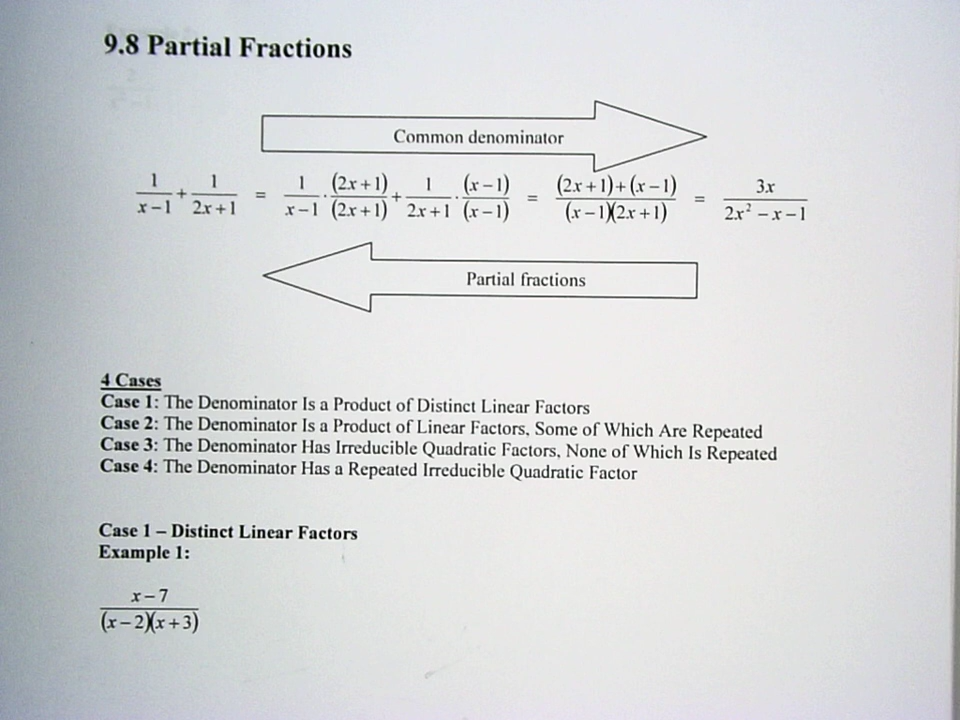 9.8 Partial Fractions
Common denominator
1/(x-1) + 1/(2x+1) = 1/(x-1) · (2x+1)/(2x+1) + 1/(2x+1) · (x-1)/(x-1) = ((2x+1)+(x-1))/((x-1)(2x+1)) = 3x/(2x² - x - 1)
Partial fractions
4 Cases
Case 1: The Denominator Is a Product of Distinct Linear Factors
Case 2: The Denominator Is a Product of Linear Factors, Some of Which Are Repeated
Case 3: The Denominator Has Irreducible Quadratic Factors, None of Which Is Repeated
Case 4: The Denominator Has a Repeated Irreducible Quadratic Factor
Case 1 – Distinct Linear Factors
Example 1:
x-7
(x-2)(x+3)